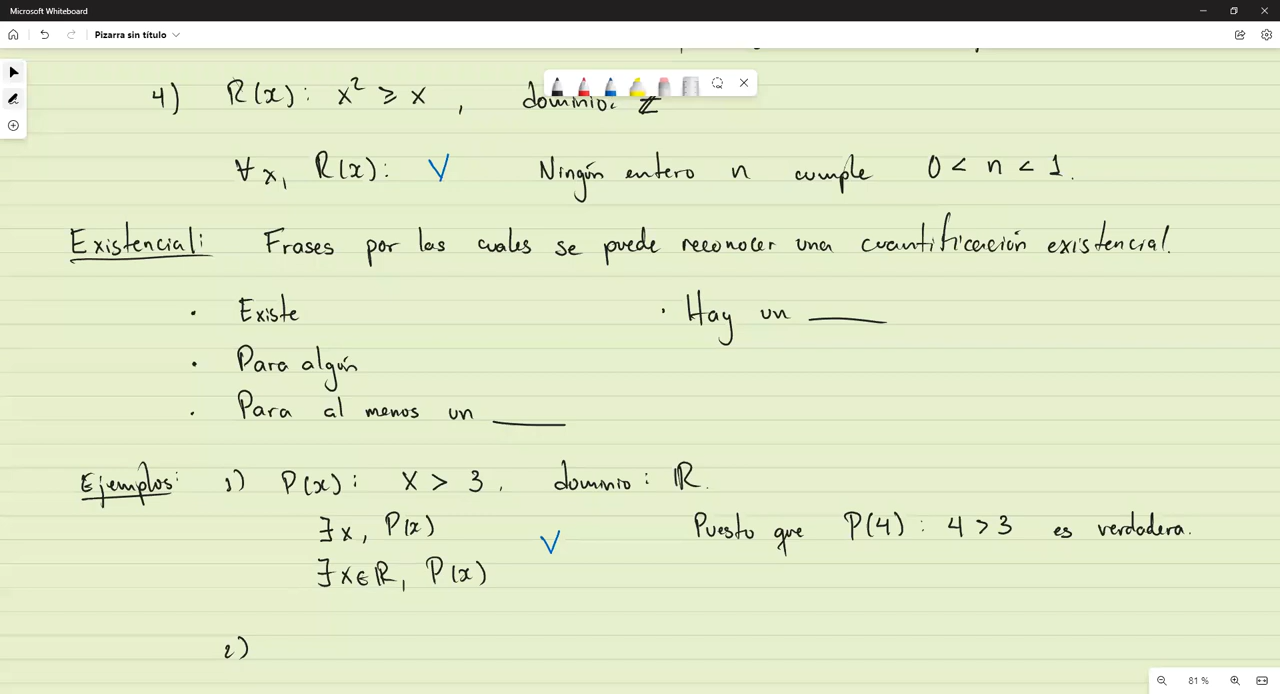 Microsoft Whiteboard
Pizarra sin título
4) R(x): x² ≥ x, dominio: ℤ
∀x, R(x): V Ningún entero n cumple 0 < n < 1.
Existencial: Frases por las cuales se puede reconocer una cuantificación existencial.
• Existe • Hay un ____
• Para algún
• Para al menos un ____
Ejemplos: 1) P(x): x > 3, dominio: ℝ.
∃x, P(x) V Puesto que P(4): 4 > 3 es verdadera.
∃x∈ℝ, P(x)
2)
81 %